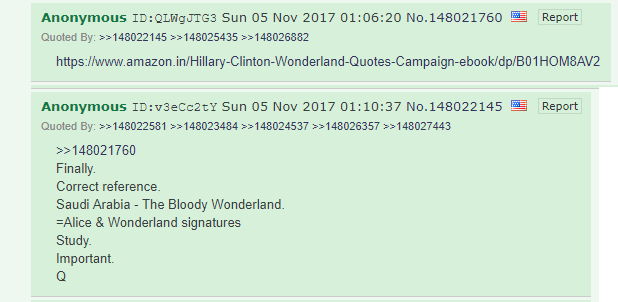 Anonymous ID:QLWgJTG3 Sun 05 Nov 2017 01:06:20 No.148021760 Report
Quoted By: >>148022145 >>148025435 >>148026882
https://www.amazon.in/Hillary-Clinton-Wonderland-Quotes-Campaign-ebook/dp/B01HOM8AV2
Anonymous ID:v3eCc2tY Sun 05 Nov 2017 01:10:37 No.148022145 Report
Quoted By: >>148022581 >>148023484 >>148024537 >>148026357 >>148027443
>>148021760
Finally.
Correct reference.
Saudi Arabia - The Bloody Wonderland.
=Alice & Wonderland signatures
Study.
Important.
Q